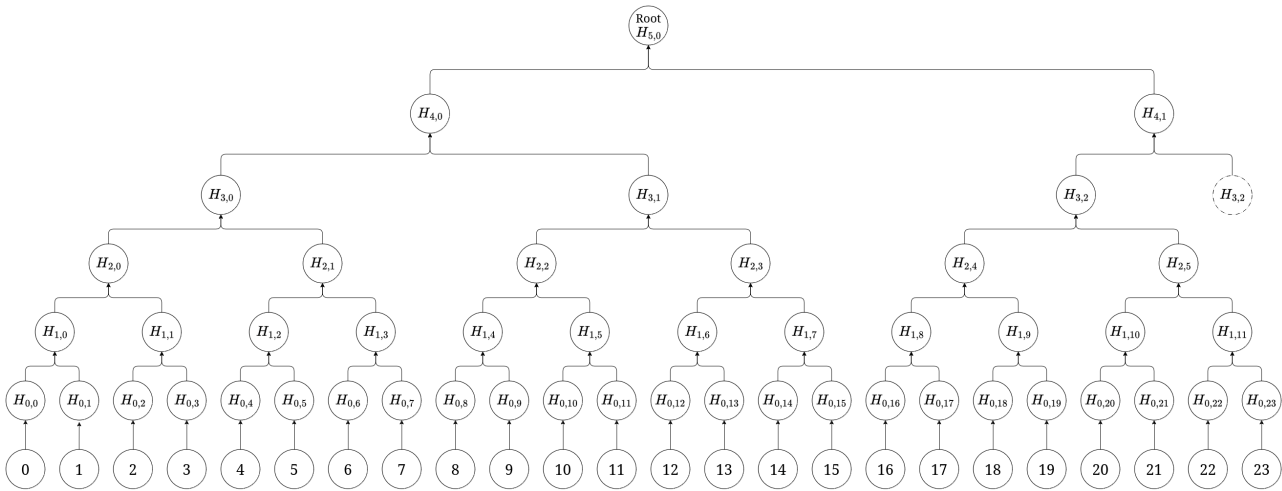 Root
H5,0
H4,0 H4,1
H3,0 H3,1 H3,2 H3,2
H2,0 H2,1 H2,2 H2,3 H2,4 H2,5
H1,0 H1,1 H1,2 H1,3 H1,4 H1,5 H1,6 H1,7 H1,8 H1,9 H1,10 H1,11
H0,0 H0,1 H0,2 H0,3 H0,4 H0,5 H0,6 H0,7 H0,8 H0,9 H0,10 H0,11 H0,12 H0,13 H0,14 H0,15 H0,16 H0,17 H0,18 H0,19 H0,20 H0,21 H0,22 H0,23
0 1 2 3 4 5 6 7 8 9 10 11 12 13 14 15 16 17 18 19 20 21 22 23